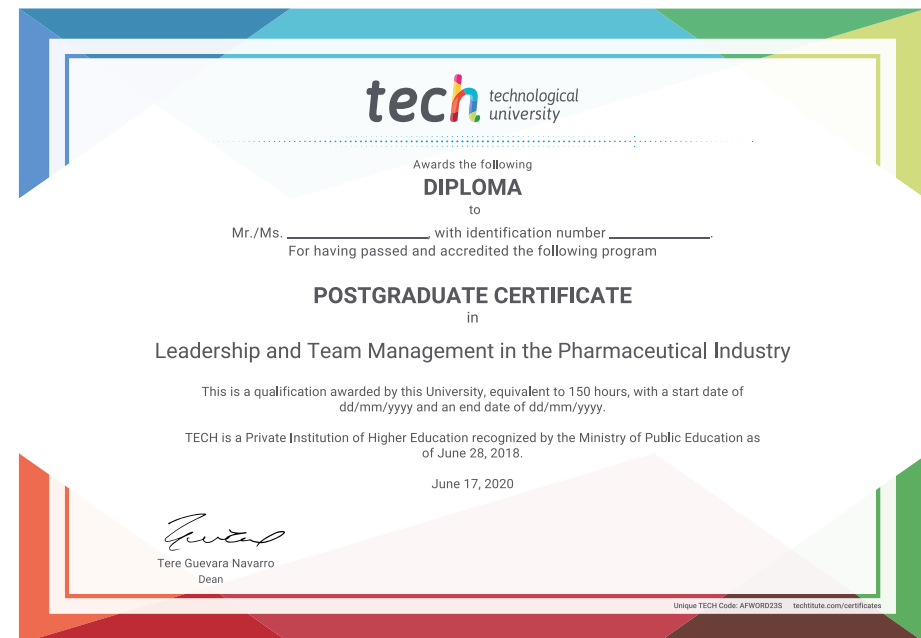 tech technological
university
Awards the following
DIPLOMA
to
Mr./Ms. ____________________, with identification number ______________.
For having passed and accredited the following program
POSTGRADUATE CERTIFICATE
in
Leadership and Team Management in the Pharmaceutical Industry
This is a qualification awarded by this University, equivalent to 150 hours, with a start date of
dd/mm/yyyy and an end date of dd/mm/yyyy.
TECH is a Private Institution of Higher Education recognized by the Ministry of Public Education as
of June 28, 2018.
June 17, 2020
Tere Guevara Navarro
Dean
Unique TECH Code: AFWORD23S techtitute.com/certificates